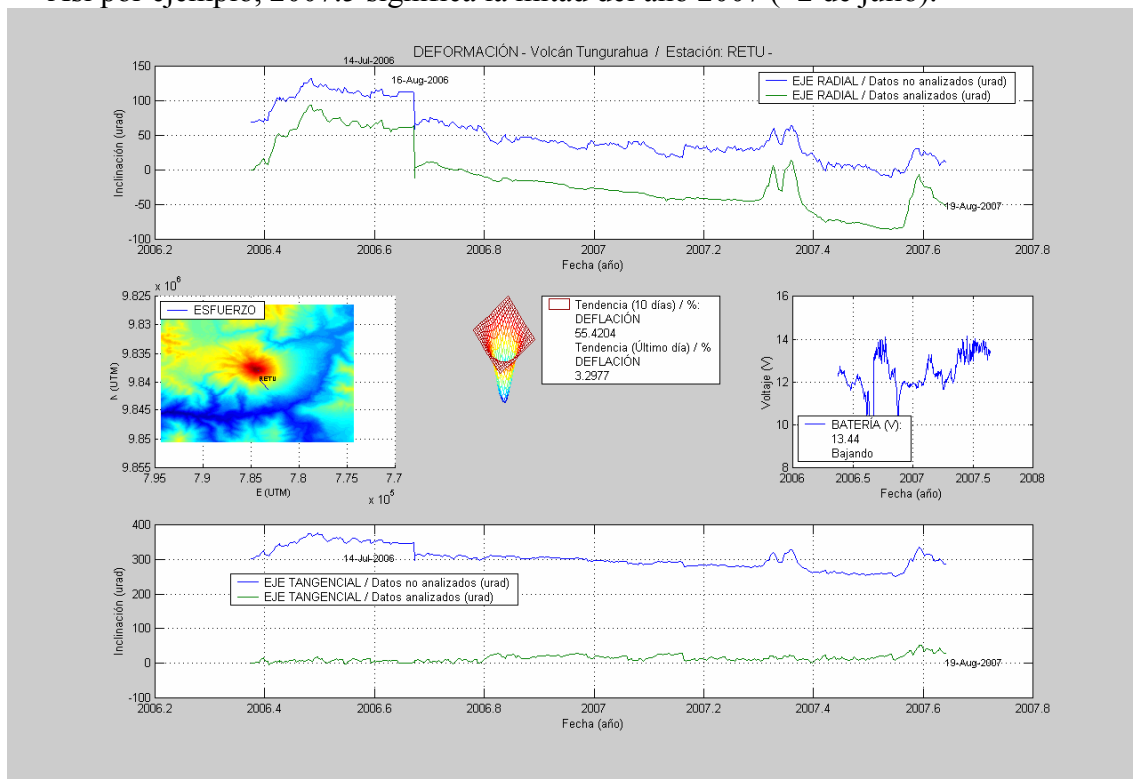 Así por ejemplo, 2007.5 significa la mitad del año 2007 (~2 de julio).
DEFORMACIÓN - Volcán Tungurahua / Estación: RETU -
14-Jul-2006
16-Aug-2006
EJE RADIAL / Datos no analizados (urad)
EJE RADIAL / Datos analizados (urad)
150
100
50
0
-50
-100
Inclinación (urad)
19-Aug-2007
2006.2 2006.4 2006.6 2006.8 2007 2007.2 2007.4 2007.6 2007.8
Fecha (año)
x 10^6
9.825
9.83
9.835
9.84
9.845
9.85
9.855
N (UTM)
ESFUERZO
RETU
7.95 7.9 7.85 7.8 7.75 7.7
E (UTM)
x 10^5
Tendencia (10 días) / %:
DEFLACIÓN
55.4204
Tendencia (Último día) / %
DEFLACIÓN
3.2977
16
14
12
10
8
Voltaje (V)
BATERÍA (V):
13.44
Bajando
2006 2006.5 2007 2007.5 2008
Fecha (año)
400
300
200
100
0
-100
Inclinación (urad)
14-Jul-2006
EJE TANGENCIAL / Datos no analizados (urad)
EJE TANGENCIAL / Datos analizados (urad)
19-Aug-2007
2006.2 2006.4 2006.6 2006.8 2007 2007.2 2007.4 2007.6 2007.8
Fecha (año)